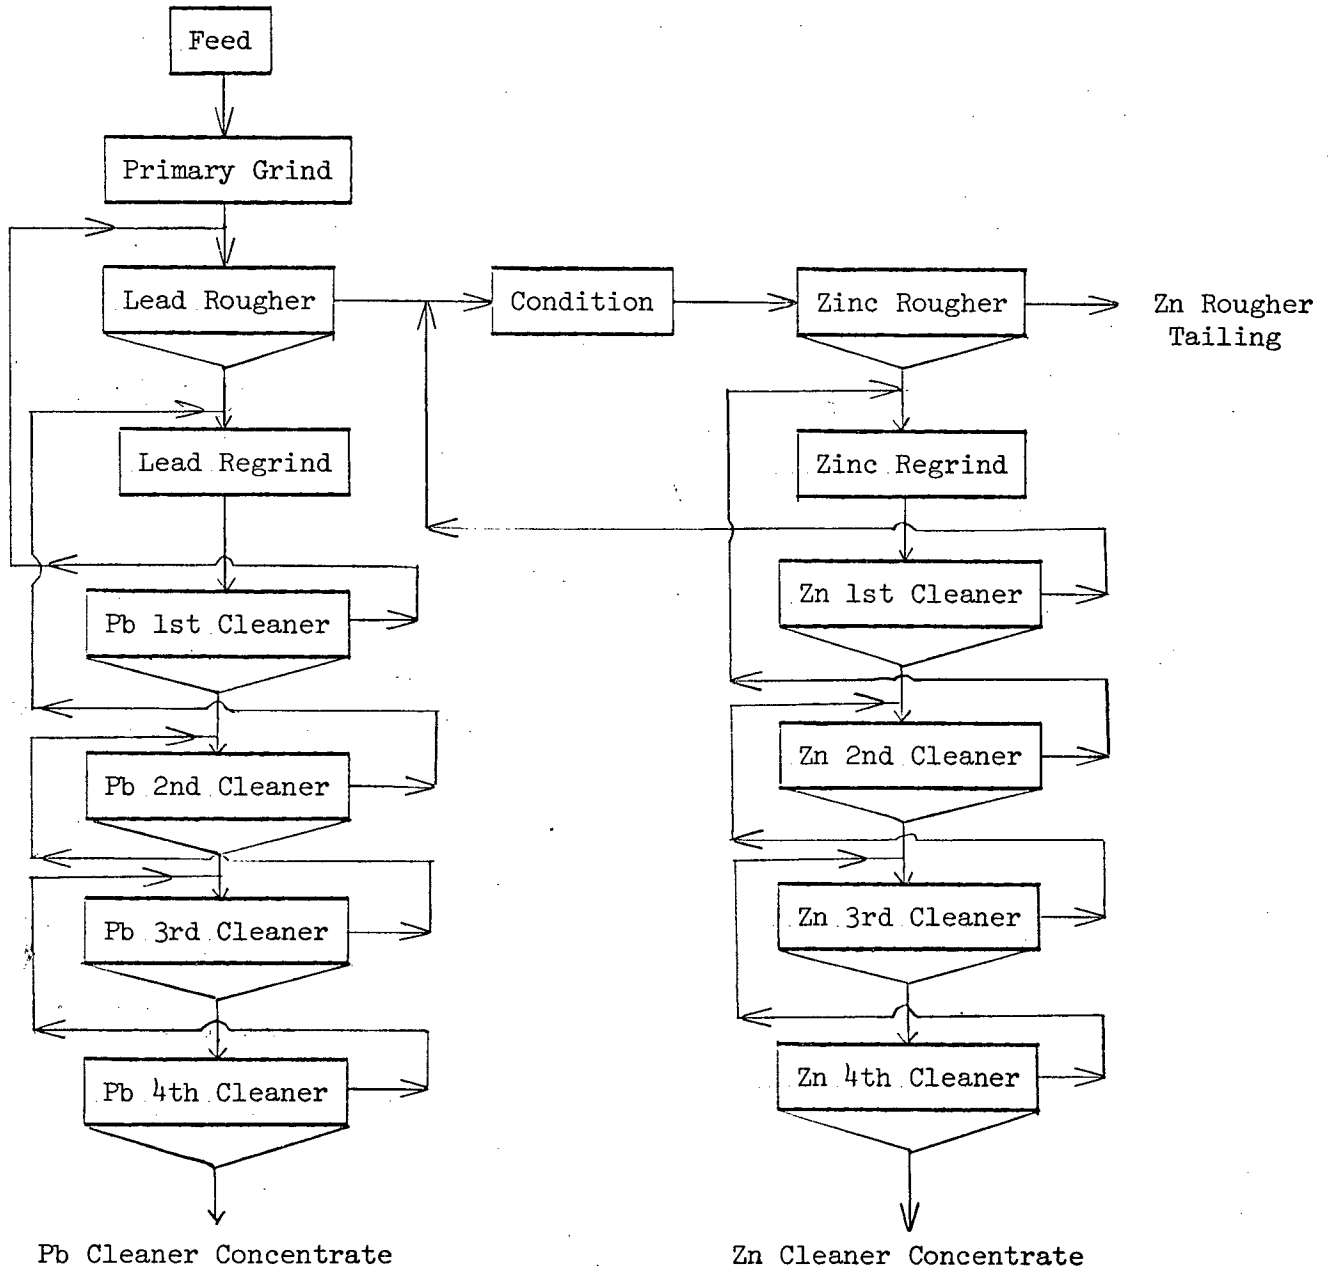 Feed
Primary Grind
Lead Rougher
Condition
Zinc Rougher
Zn Rougher
Tailing
Lead Regrind
Zinc Regrind
Pb 1st Cleaner
Zn 1st Cleaner
Pb 2nd Cleaner
Zn 2nd Cleaner
Pb 3rd Cleaner
Zn 3rd Cleaner
Pb 4th Cleaner
Zn 4th Cleaner
Pb Cleaner Concentrate
Zn Cleaner Concentrate